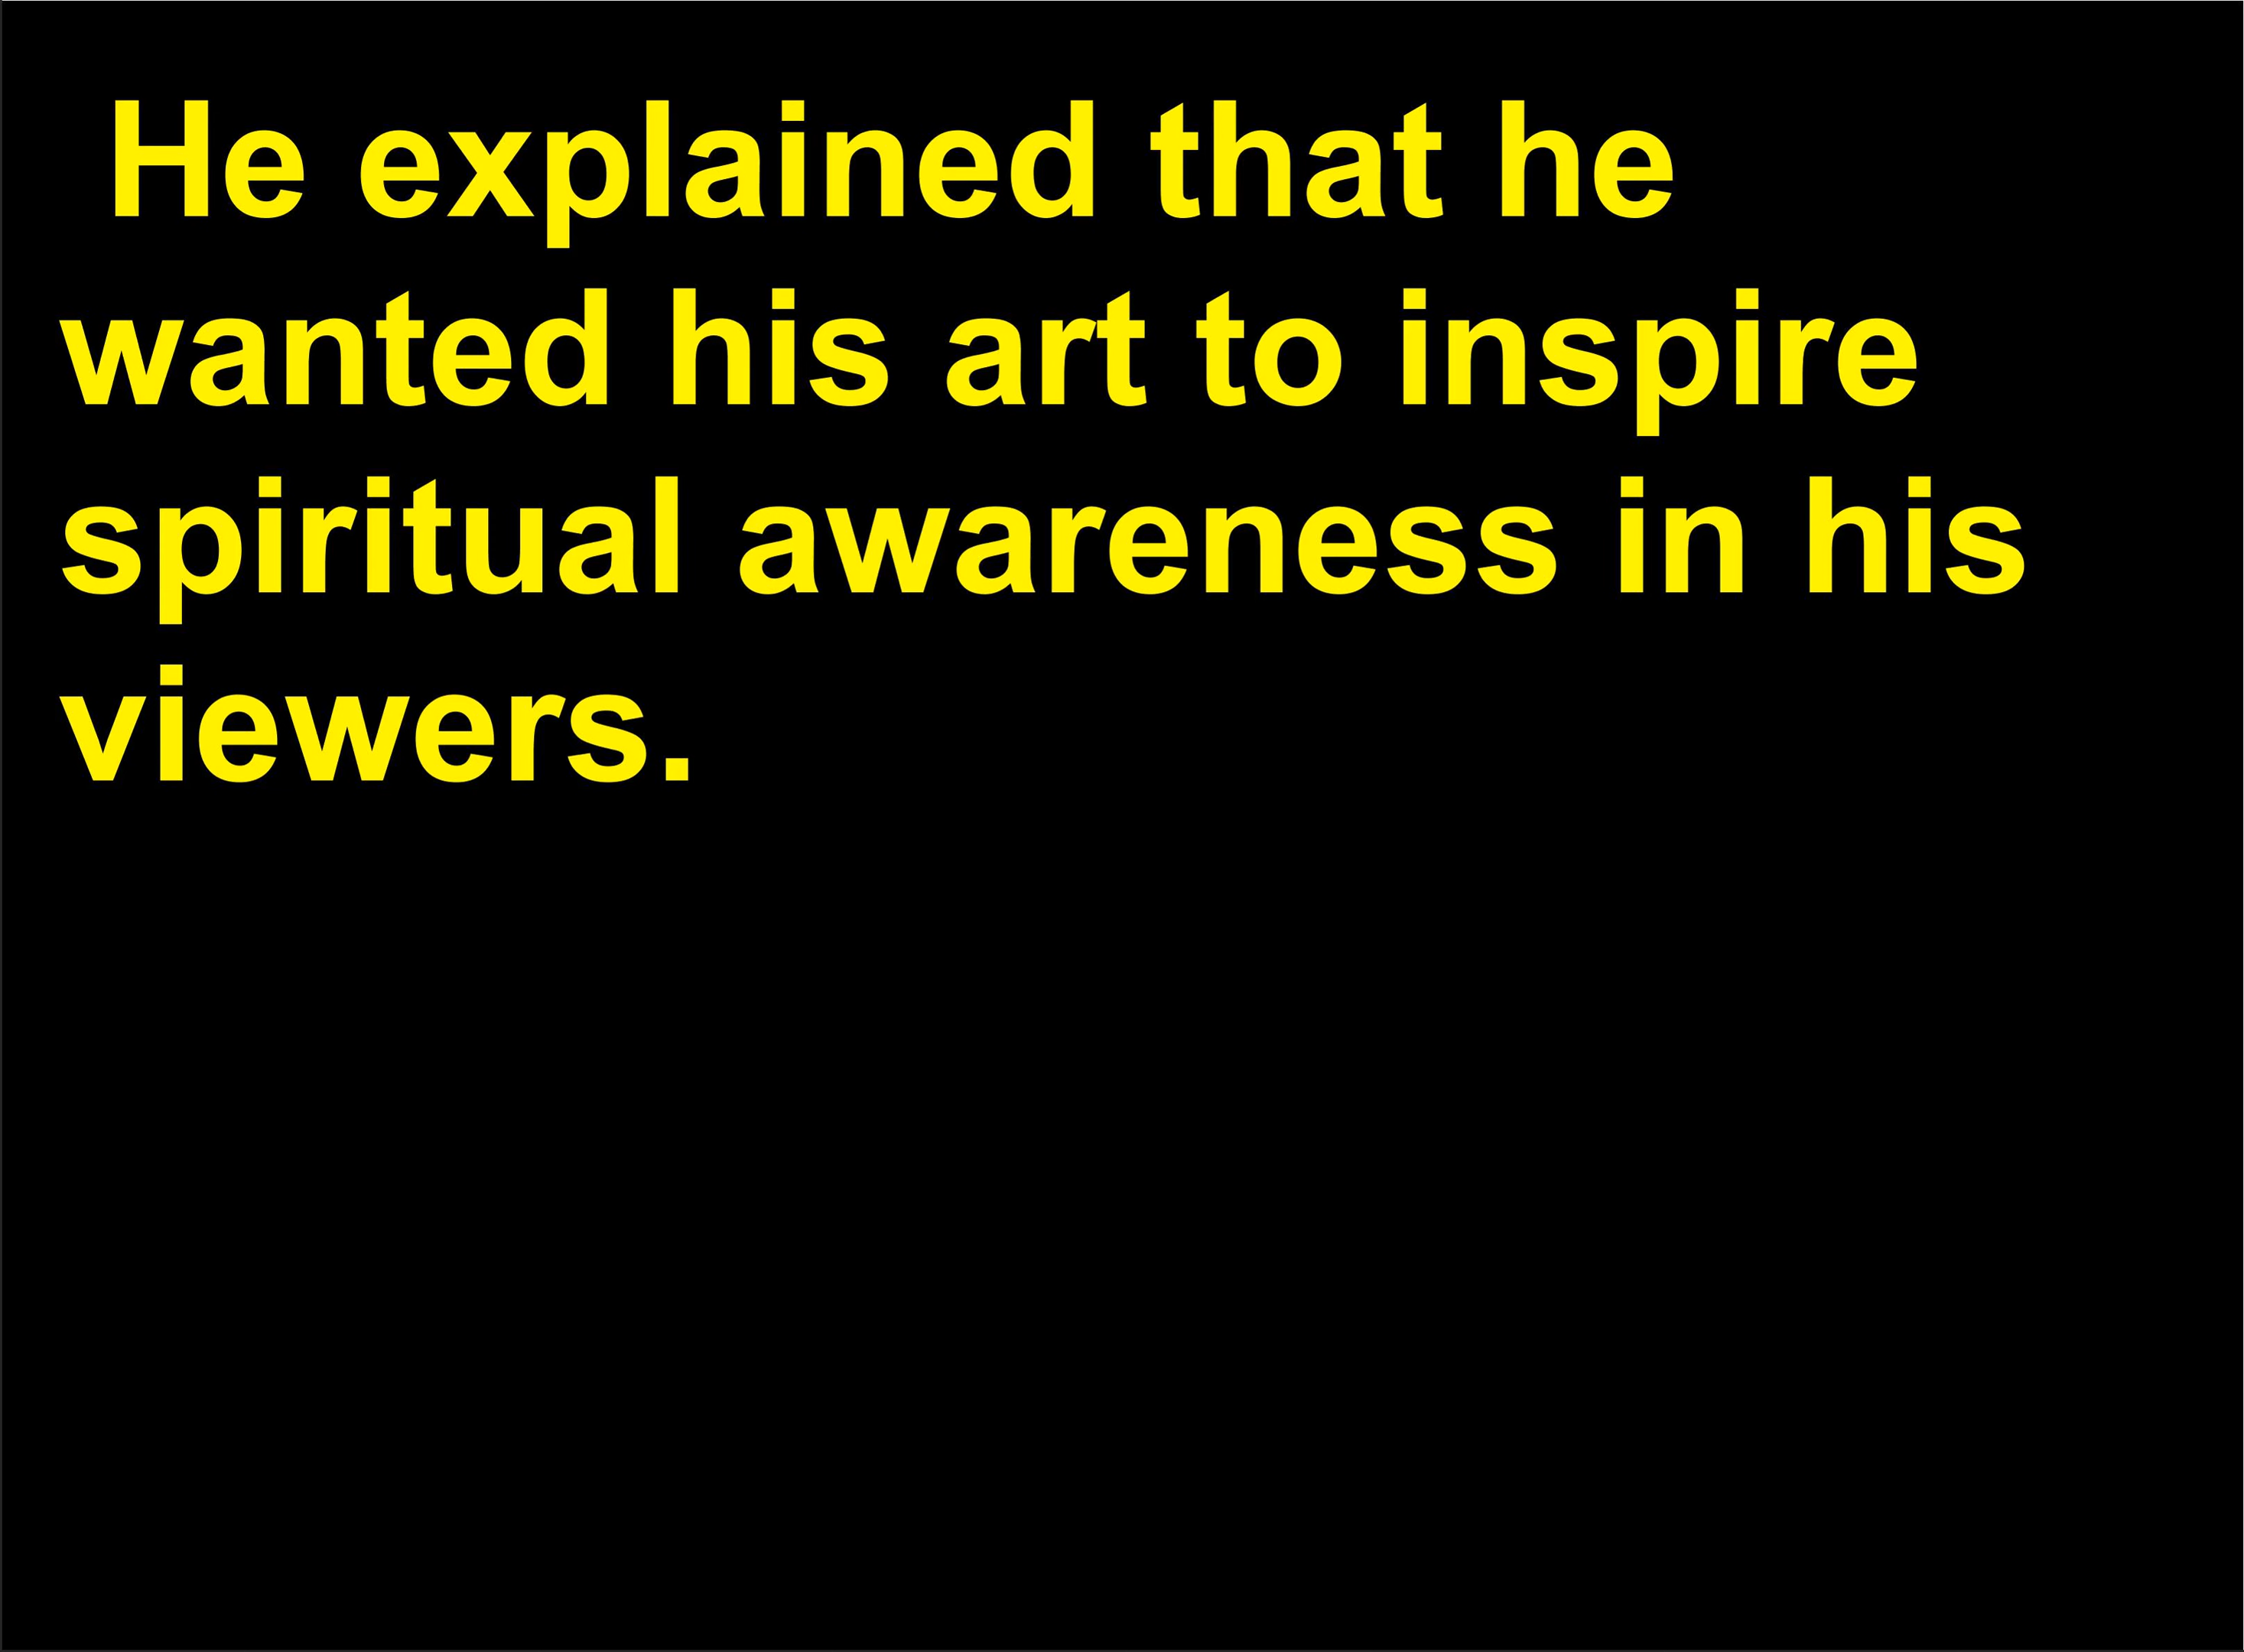 He explained that he
wanted his art to inspire
spiritual awareness in his
viewers.